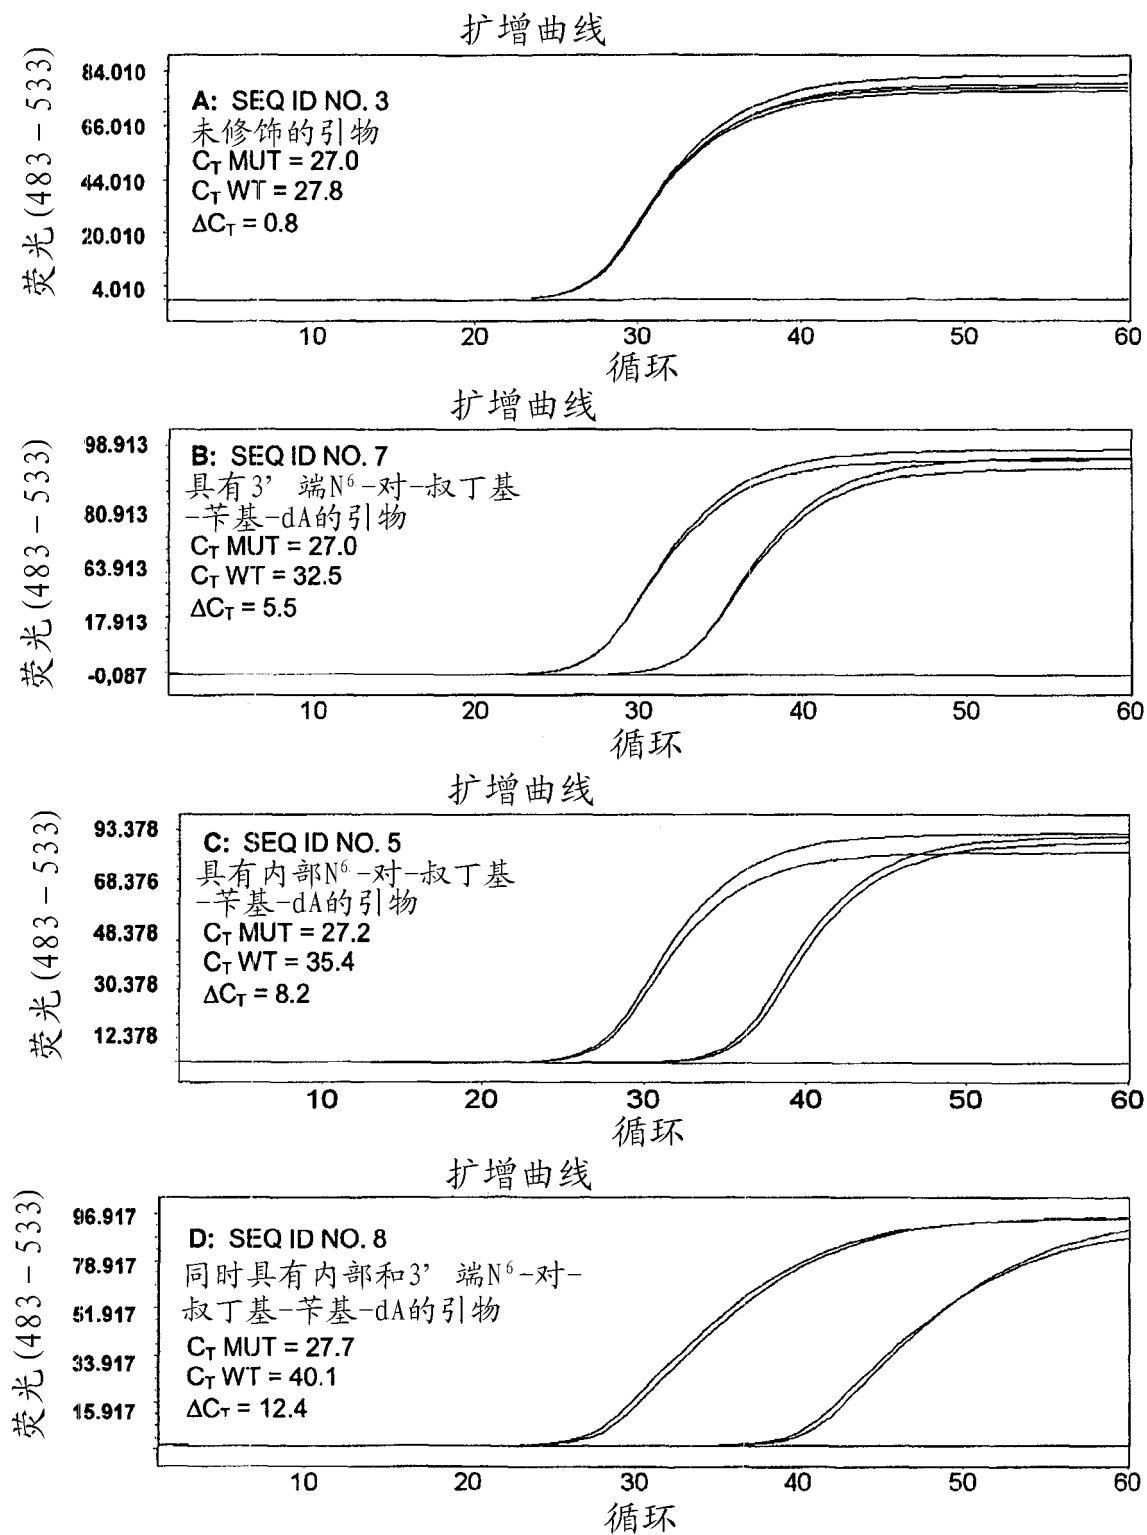 扩增曲线
荧光(483-533)
84.010
66.010
44.010
20.010
4.010
A: SEQ ID NO. 3
未修饰的引物
CT MUT = 27.0
CT WT = 27.8
ΔCT = 0.8
10 20 30 40 50 60
循环
扩增曲线
荧光(483-533)
98.913
80.913
63.913
17.913
-0,087
B: SEQ ID NO. 7
具有3’ 端N⁶-对-叔丁基
-苄基-dA的引物
CT MUT = 27.0
CT WT = 32.5
ΔCT = 5.5
10 20 30 40 50 60
循环
扩增曲线
荧光(483-533)
93.378
68.376
48.378
30.378
12.378
C: SEQ ID NO. 5
具有内部N⁶-对-叔丁基
-苄基-dA的引物
CT MUT = 27.2
CT WT = 35.4
ΔCT = 8.2
10 20 30 40 50 60
循环
扩增曲线
荧光(483-533)
96.917
78.917
51.917
33.917
15.917
D: SEQ ID NO. 8
同时具有内部和3’ 端N⁶-对-
叔丁基-苄基-dA的引物
CT MUT = 27.7
CT WT = 40.1
ΔCT = 12.4
10 20 30 40 50 60
循环